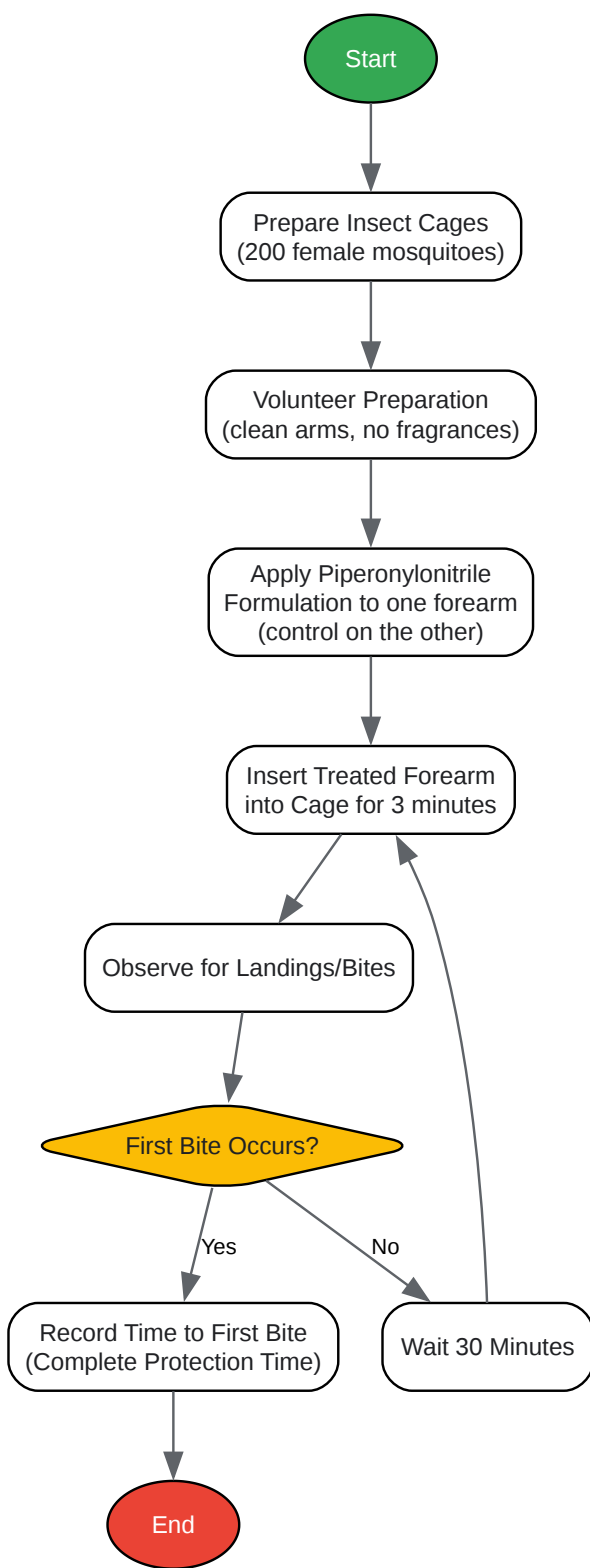 Start
Prepare Insect Cages
(200 female mosquitoes)
Volunteer Preparation
(clean arms, no fragrances)
Apply Piperonylonitrile
Formulation to one forearm
(control on the other)
Insert Treated Forearm
into Cage for 3 minutes
Observe for Landings/Bites
First Bite Occurs?
Yes
No
Record Time to First Bite
(Complete Protection Time)
Wait 30 Minutes
End